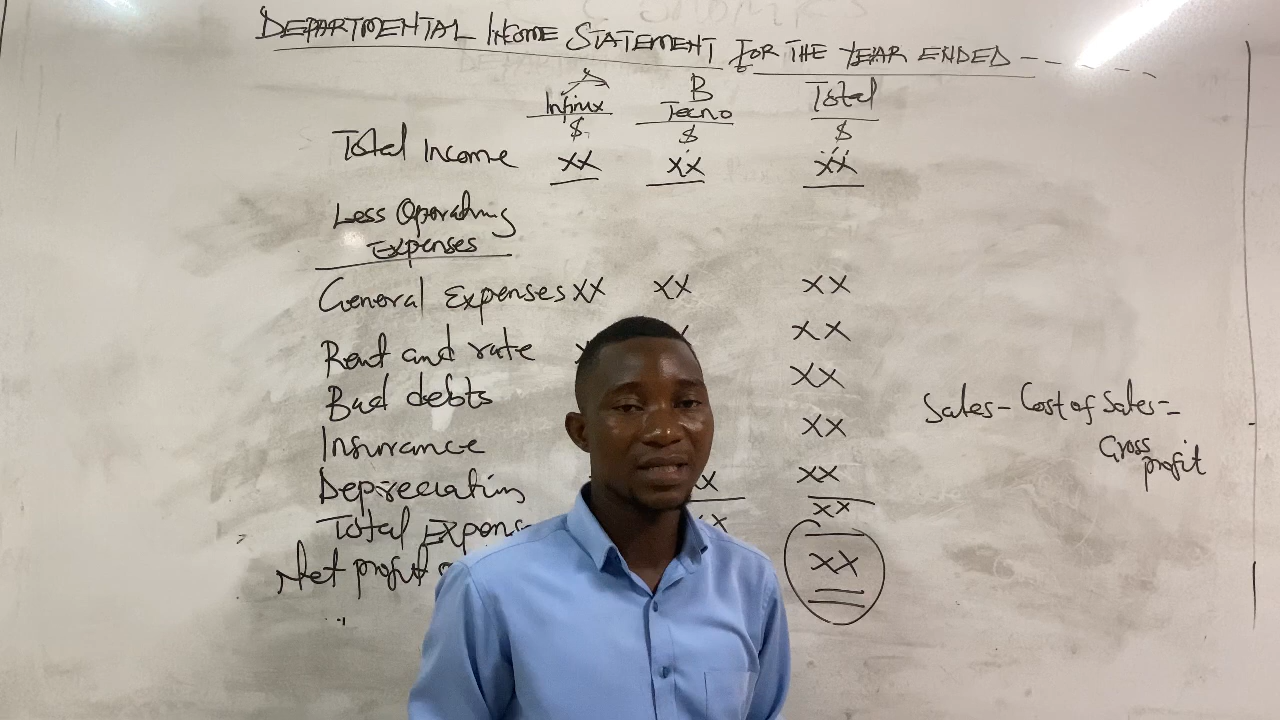 DEPARTMENTAL INCOME STATEMENT FOR THE YEAR ENDED
A B Total
Infinix Tecno
$ $ $
Total Income XX XX XX
Less Operating
Expenses
General Expenses XX XX XX
Rent and rate XX
Bad debts XX
Insurance XX
Depreciation XX
Total Expens XX
Net profit XX
Sales - Cost of Sales =
Gross
profit